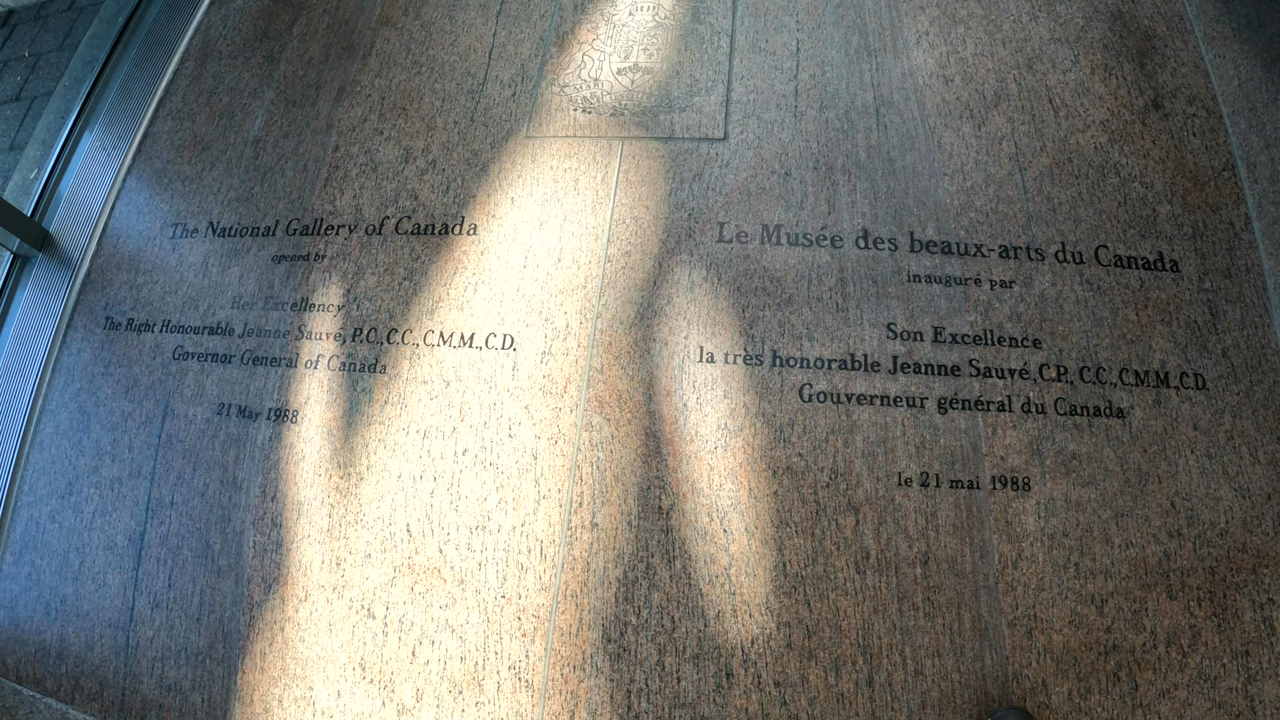 A MARI
The National Gallery of Canada
opened by
Her Excellency
The Right Honourable Jeanne Sauvé, P.C., C.C., C.M.M., C.D.
Governor General of Canada
21 May 1988
Le Musée des beaux-arts du Canada
inauguré par
Son Excellence
la très honorable Jeanne Sauvé, C.P., C.C., C.M.M., C.D.
Gouverneur général du Canada
le 21 mai 1988